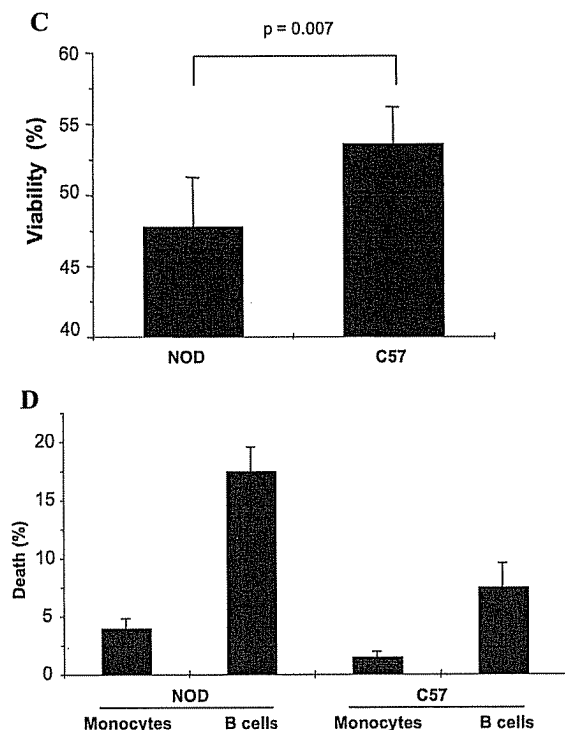 C
p = 0.007
60
55
50
45
40
Viability (%)
NOD C57
D
20
15
10
5
0
Death (%)
NOD C57
Monocytes B cells Monocytes B cells